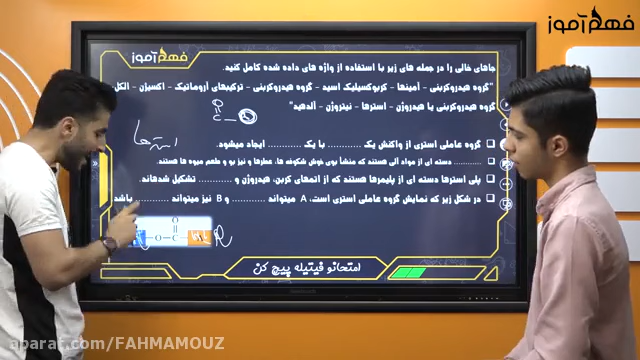 فهم آموز
فهم آموز
جاهای خالی را در جمله های زیر با استفاده از واژه های داده شده کامل کنید.
"گروه هیدروکربنی - آمینها - کربوکسیلیک اسید - گروه هیدروکربنی - ترکیبهای آروماتیک - اکسیژن - الکل
گروه هیدروکربنی یا هیدروژن - استرها - نیتروژن - آلدهید"
O
C
استرها
گروه عاملی استری از واکنش یک ............ با یک ............ ایجاد میشود.
............ دسته ای از مواد آلی هستند که منشأ بوی خوش شکوفه ها، عطرها و نیز بو و طعم میوه ها هستند.
پلی استرها دسته ای از پلیمرها هستند که از اتمهای کربن، هیدروژن و ............ تشکیل شده‌اند.
در شکل زیر که نمایش گروه عاملی استری است، A میتواند ............ و B نیز میتواند ............ باشد
O
O C R
امتحانو فیتیله پیچ کن
aparat.com/FAHMAMOUZ